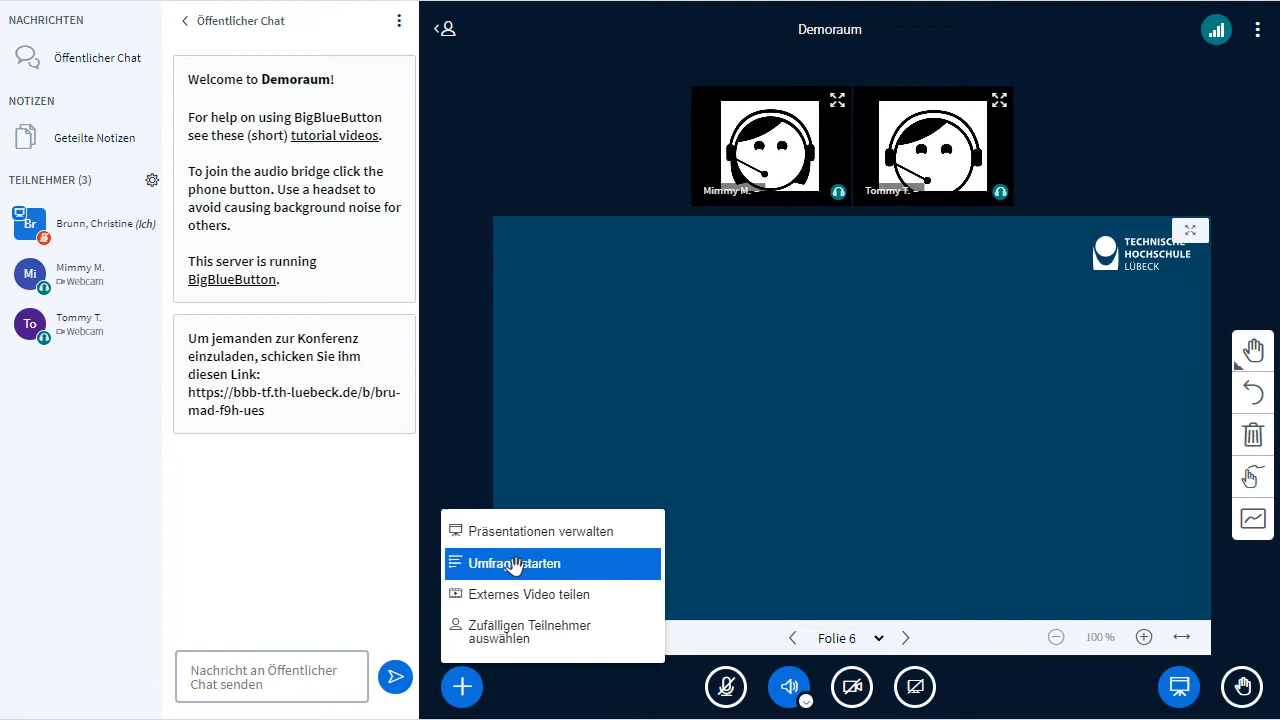 NACHRICHTEN
Öffentlicher Chat
NOTIZEN
Geteilte Notizen
TEILNEHMER (3)
Br
Brunn, Christine (Ich)
Mi
Mimmy M.
Webcam
To
Tommy T.
Webcam
Öffentlicher Chat
Welcome to Demoraum!
For help on using BigBlueButton
see these (short) tutorial videos.
To join the audio bridge click the
phone button. Use a headset to
avoid causing background noise for
others.
This server is running
BigBlueButton.
Um jemanden zur Konferenz
einzuladen, schicken Sie ihm
diesen Link:
https://bbb-tf.th-luebeck.de/b/bru-
mad-f9h-ues
Nachricht an Öffentlicher
Chat senden
Demoraum
Mimmy M.
Tommy T.
TECHNISCHE
HOCHSCHULE
LÜBECK
Präsentationen verwalten
Umfrage starten
Externes Video teilen
Zufälligen Teilnehmer
auswählen
Folie 6
100 %